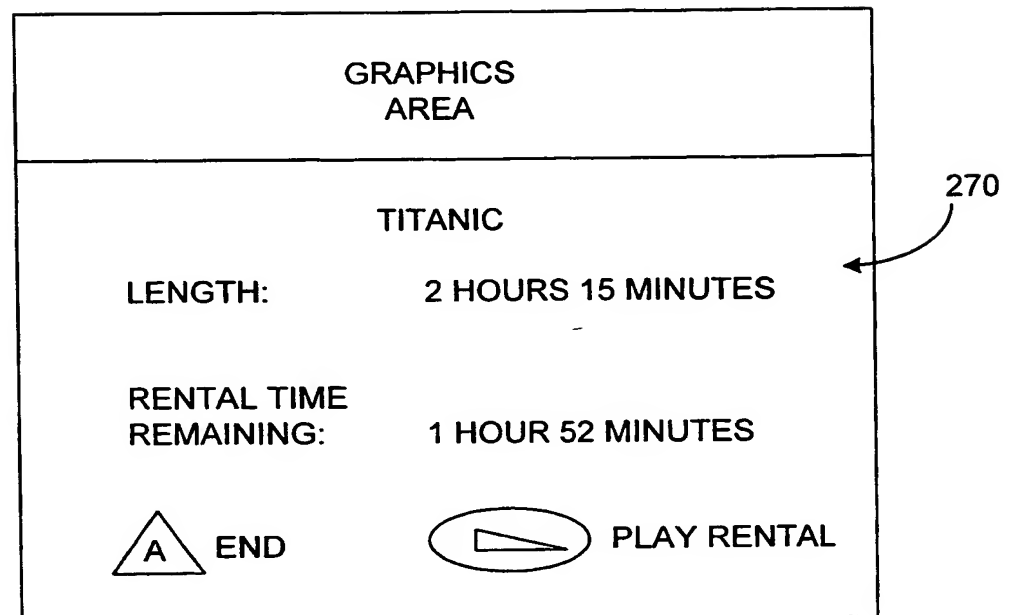 GRAPHICS
AREA
270
TITANIC
LENGTH: 2 HOURS 15 MINUTES
RENTAL TIME
REMAINING: 1 HOUR 52 MINUTES
A END PLAY RENTAL